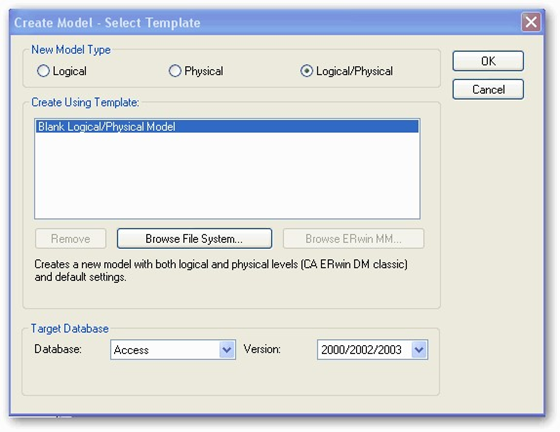 Create Model - Select Template
New Model Type
Logical
Physical
Logical/Physical
OK
Cancel
Create Using Template:
Blank Logical/Physical Model
Remove
Browse File System...
Browse ERwin MM...
Creates a new model with both logical and physical levels (CA ERwin DM classic)
and default settings.
Target Database
Database:
Access
Version:
2000/2002/2003